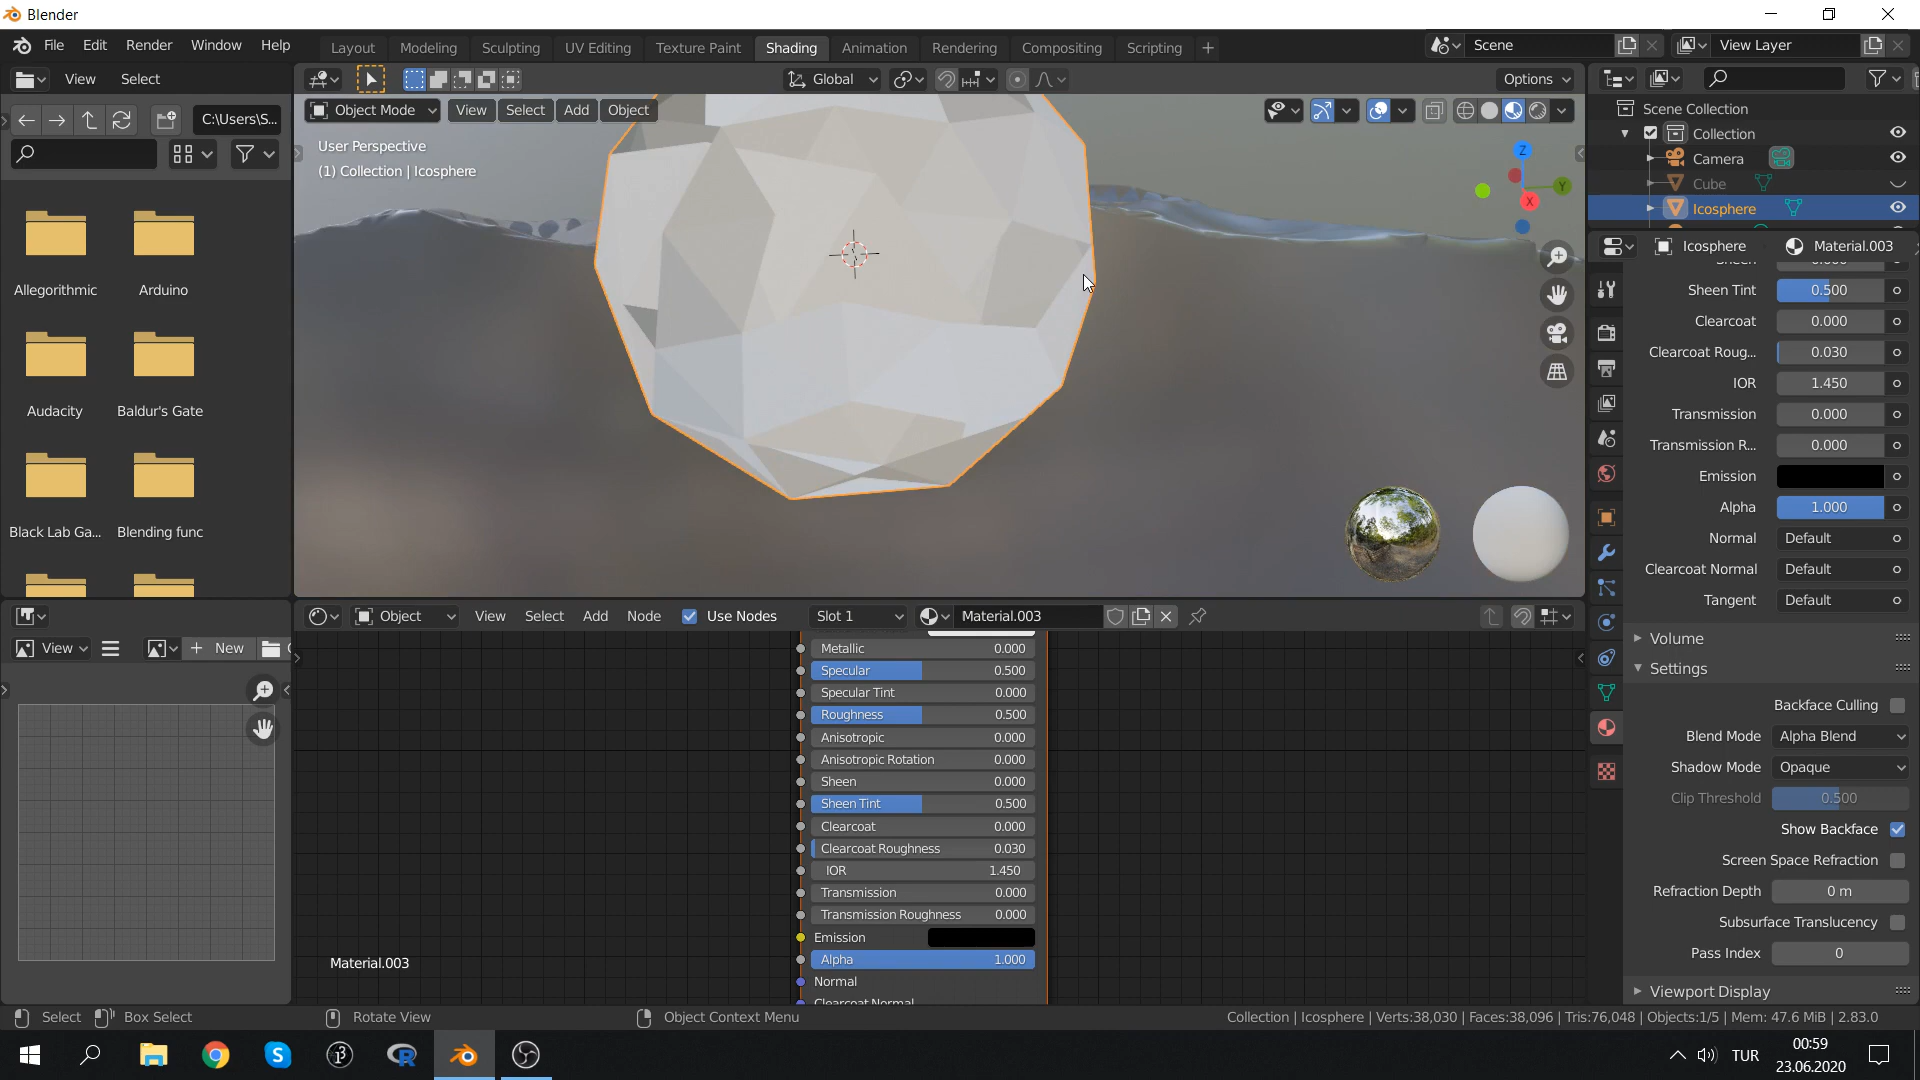 Blender
File Edit Render Window Help
Layout Modeling Sculpting UV Editing Texture Paint Shading Animation Rendering Compositing Scripting +
Scene
View Layer
View Select
Global
Options
C:\Users\S...
Object Mode View Select Add Object
User Perspective
(1) Collection | Icosphere
Z
Y
X
Allegorithmic
Arduino
Audacity
Baldur's Gate
Black Lab Ga...
Blending func
Scene Collection
Collection
Camera
Cube
Icosphere
Icosphere Material.003
Sheen Tint 0.500
Clearcoat 0.000
Clearcoat Roug... 0.030
IOR 1.450
Transmission 0.000
Transmission R... 0.000
Emission
Alpha 1.000
Normal Default
Clearcoat Normal Default
Tangent Default
Volume
Settings
Backface Culling
Blend Mode Alpha Blend
Shadow Mode Opaque
Clip Threshold 0.500
Show Backface
Screen Space Refraction
Refraction Depth 0 m
Subsurface Translucency
Pass Index 0
Viewport Display
View
+ New
Object View Select Add Node Use Nodes Slot 1 Material.003
Metallic 0.000
Specular 0.500
Specular Tint 0.000
Roughness 0.500
Anisotropic 0.000
Anisotropic Rotation 0.000
Sheen 0.000
Sheen Tint 0.500
Clearcoat 0.000
Clearcoat Roughness 0.030
IOR 1.450
Transmission 0.000
Transmission Roughness 0.000
Emission
Alpha 1.000
Normal
Clearcoat Normal
Material.003
Select Box Select Rotate View Object Context Menu
Collection | Icosphere | Verts:38,030 | Faces:38,096 | Tris:76,048 | Objects:1/5 | Mem: 47.6 MiB | 2.83.0
TUR
00:59
23.06.2020